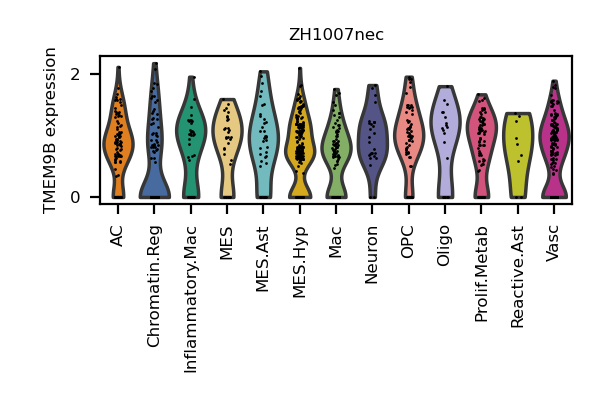 ZH1007nec
TMEM9B expression
2
0
AC
Chromatin.Reg
Inflammatory.Mac
MES
MES.Ast
MES.Hyp
Mac
Neuron
OPC
Oligo
Prolif.Metab
Reactive.Ast
Vasc